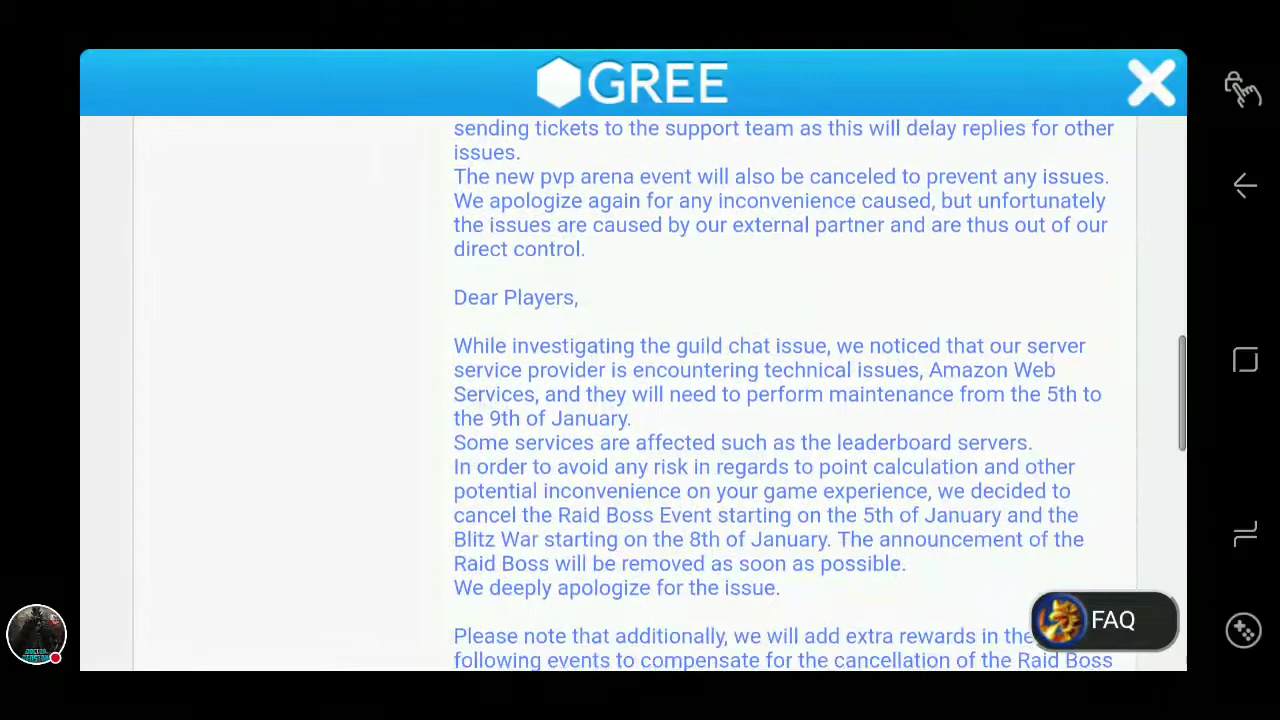 GREE
sending tickets to the support team as this will delay replies for other
issues.
The new pvp arena event will also be canceled to prevent any issues.
We apologize again for any inconvenience caused, but unfortunately
the issues are caused by our external partner and are thus out of our
direct control.
Dear Players,
While investigating the guild chat issue, we noticed that our server
service provider is encountering technical issues, Amazon Web
Services, and they will need to perform maintenance from the 5th to
the 9th of January.
Some services are affected such as the leaderboard servers.
In order to avoid any risk in regards to point calculation and other
potential inconvenience on your game experience, we decided to
cancel the Raid Boss Event starting on the 5th of January and the
Blitz War starting on the 8th of January. The announcement of the
Raid Boss will be removed as soon as possible.
We deeply apologize for the issue.
Please note that additionally, we will add extra rewards in the
following events to compensate for the cancellation of the Raid Boss
FAQ